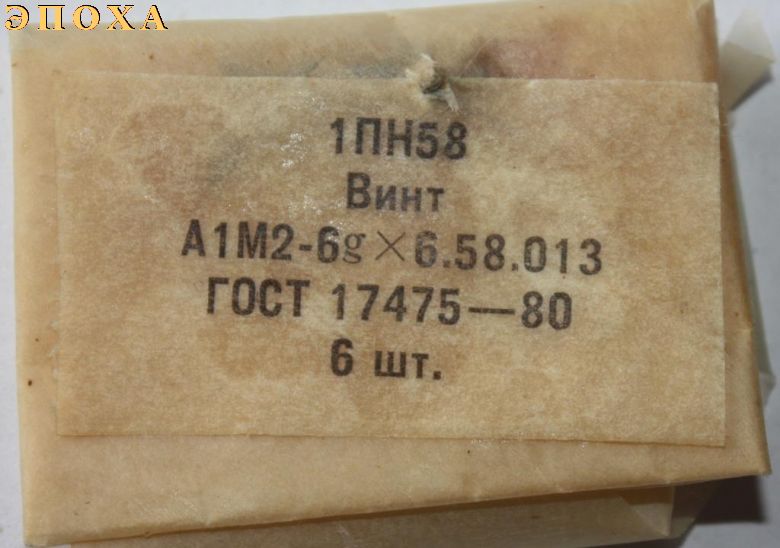 ЭПОХА
1ПН58
Винт
А1М2-6g×6.58.013
ГОСТ 17475—80
6 шт.